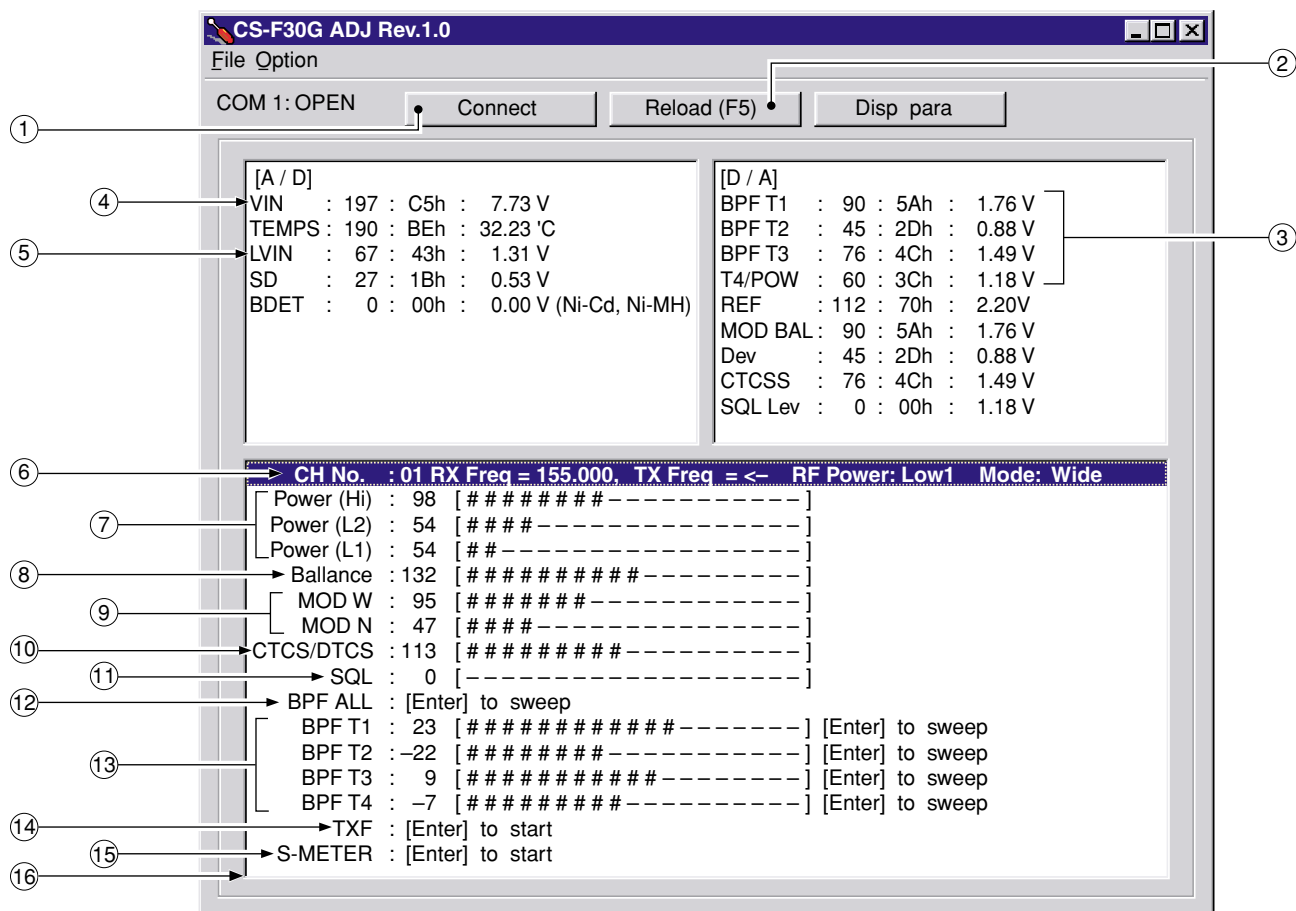 CS-F30G ADJ Rev.1.0
File Option
②
COM 1: OPEN Connect Reload (F5) Disp para
①
[A / D]
④ VIN : 197 : C5h : 7.73 V
TEMPS : 190 : BEh : 32.23 'C
⑤ LVIN : 67 : 43h : 1.31 V
SD : 27 : 1Bh : 0.53 V
BDET : 0 : 00h : 0.00 V (Ni-Cd, Ni-MH)
[D / A]
BPF T1 : 90 : 5Ah : 1.76 V
BPF T2 : 45 : 2Dh : 0.88 V
BPF T3 : 76 : 4Ch : 1.49 V
T4/POW : 60 : 3Ch : 1.18 V
③
REF : 112 : 70h : 2.20V
MOD BAL : 90 : 5Ah : 1.76 V
Dev : 45 : 2Dh : 0.88 V
CTCSS : 76 : 4Ch : 1.49 V
SQL Lev : 0 : 00h : 1.18 V
⑥ CH No. : 01 RX Freq = 155.000, TX Freq = <– RF Power: Low1 Mode: Wide
Power (Hi) : 98 [ # # # # # # # # – – – – – – – – – – – ]
⑦ Power (L2) : 54 [ # # # # – – – – – – – – – – – – – – – ]
Power (L1) : 54 [ # # – – – – – – – – – – – – – – – – – ]
⑧ Ballance : 132 [ # # # # # # # # # # – – – – – – – – – ]
⑨ MOD W : 95 [ # # # # # # # – – – – – – – – – – – – ]
MOD N : 47 [ # # # # – – – – – – – – – – – – – – – ]
⑩ CTCS/DTCS : 113 [ # # # # # # # # # – – – – – – – – – – ]
⑪ SQL : 0 [ – – – – – – – – – – – – – – – – – – – ]
⑫ BPF ALL : [Enter] to sweep
BPF T1 : 23 [ # # # # # # # # # # # # – – – – – – – ] [Enter] to sweep
BPF T2 : –22 [ # # # # # # # # – – – – – – – – – – – ] [Enter] to sweep
⑬ BPF T3 : 9 [ # # # # # # # # # # # – – – – – – – – ] [Enter] to sweep
BPF T4 : –7 [ # # # # # # # # # – – – – – – – – – – ] [Enter] to sweep
⑭ TXF : [Enter] to start
⑮ S-METER : [Enter] to start
⑯